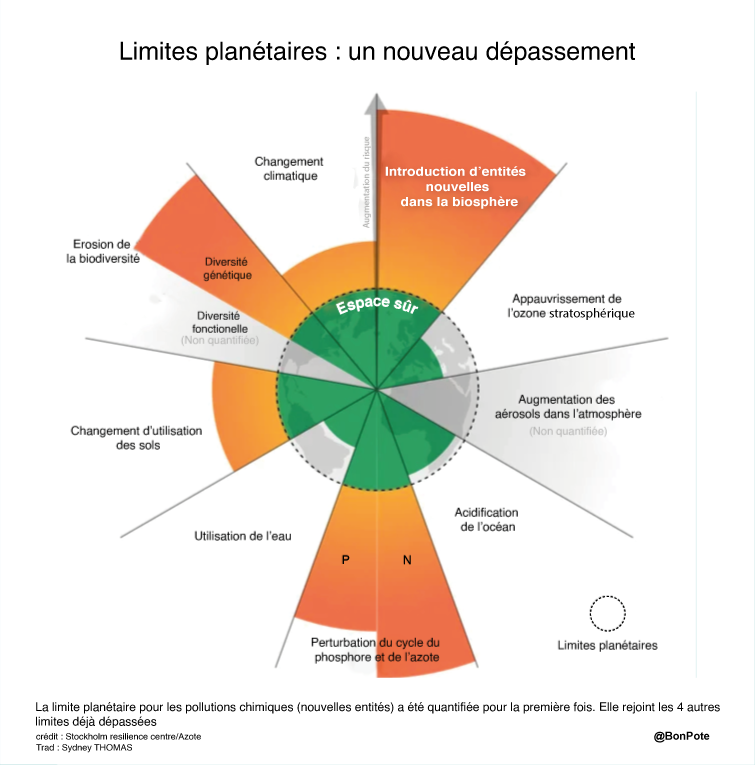 Limites planétaires : un nouveau dépassement
Changement
climatique
Augmentation du risque
Introduction d'entités
nouvelles
dans la biosphère
Erosion de
la biodiversité
Diversité
génétique
Diversité
fonctionelle
(Non quantifiée)
Espace sûr
Appauvrissement de
l'ozone stratosphérique
Augmentation des
aérosols dans l'atmosphère
(Non quantifiée)
Changement d'utilisation
des sols
Utilisation de l'eau
Acidification
de l'océan
P
N
Perturbation du cycle du
phosphore et de l'azote
Limites planétaires
La limite planétaire pour les pollutions chimiques (nouvelles entités) a été quantifiée pour la première fois. Elle rejoint les 4 autres
limites déjà dépassées
crédit : Stockholm resilience centre/Azote
Trad : Sydney THOMAS
@BonPote